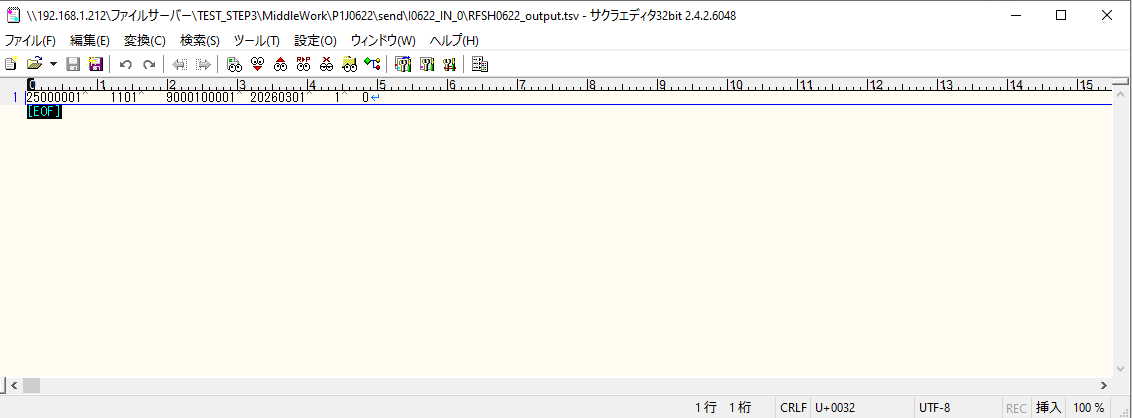 \\192.168.1.212\ファイルサーバー\TEST_STEP3\MiddleWork\P1J0622\send\I0622_IN_0\RFSH0622_output.tsv - サクラエディタ32bit 2.4.2.6048
ファイル(F) 編集(E) 変換(C) 検索(S) ツール(T) 設定(O) ウィンドウ(W) ヘルプ(H)
0 1 2 3 4 5 6 7 8 9 10 11 12 13 14 15
1 25000001^ 1101^ 9000100001^ 20260301^ 1^ 0↵
[EOF]
1 行 1 桁 CRLF U+0032 UTF-8 REC 挿入 100 %